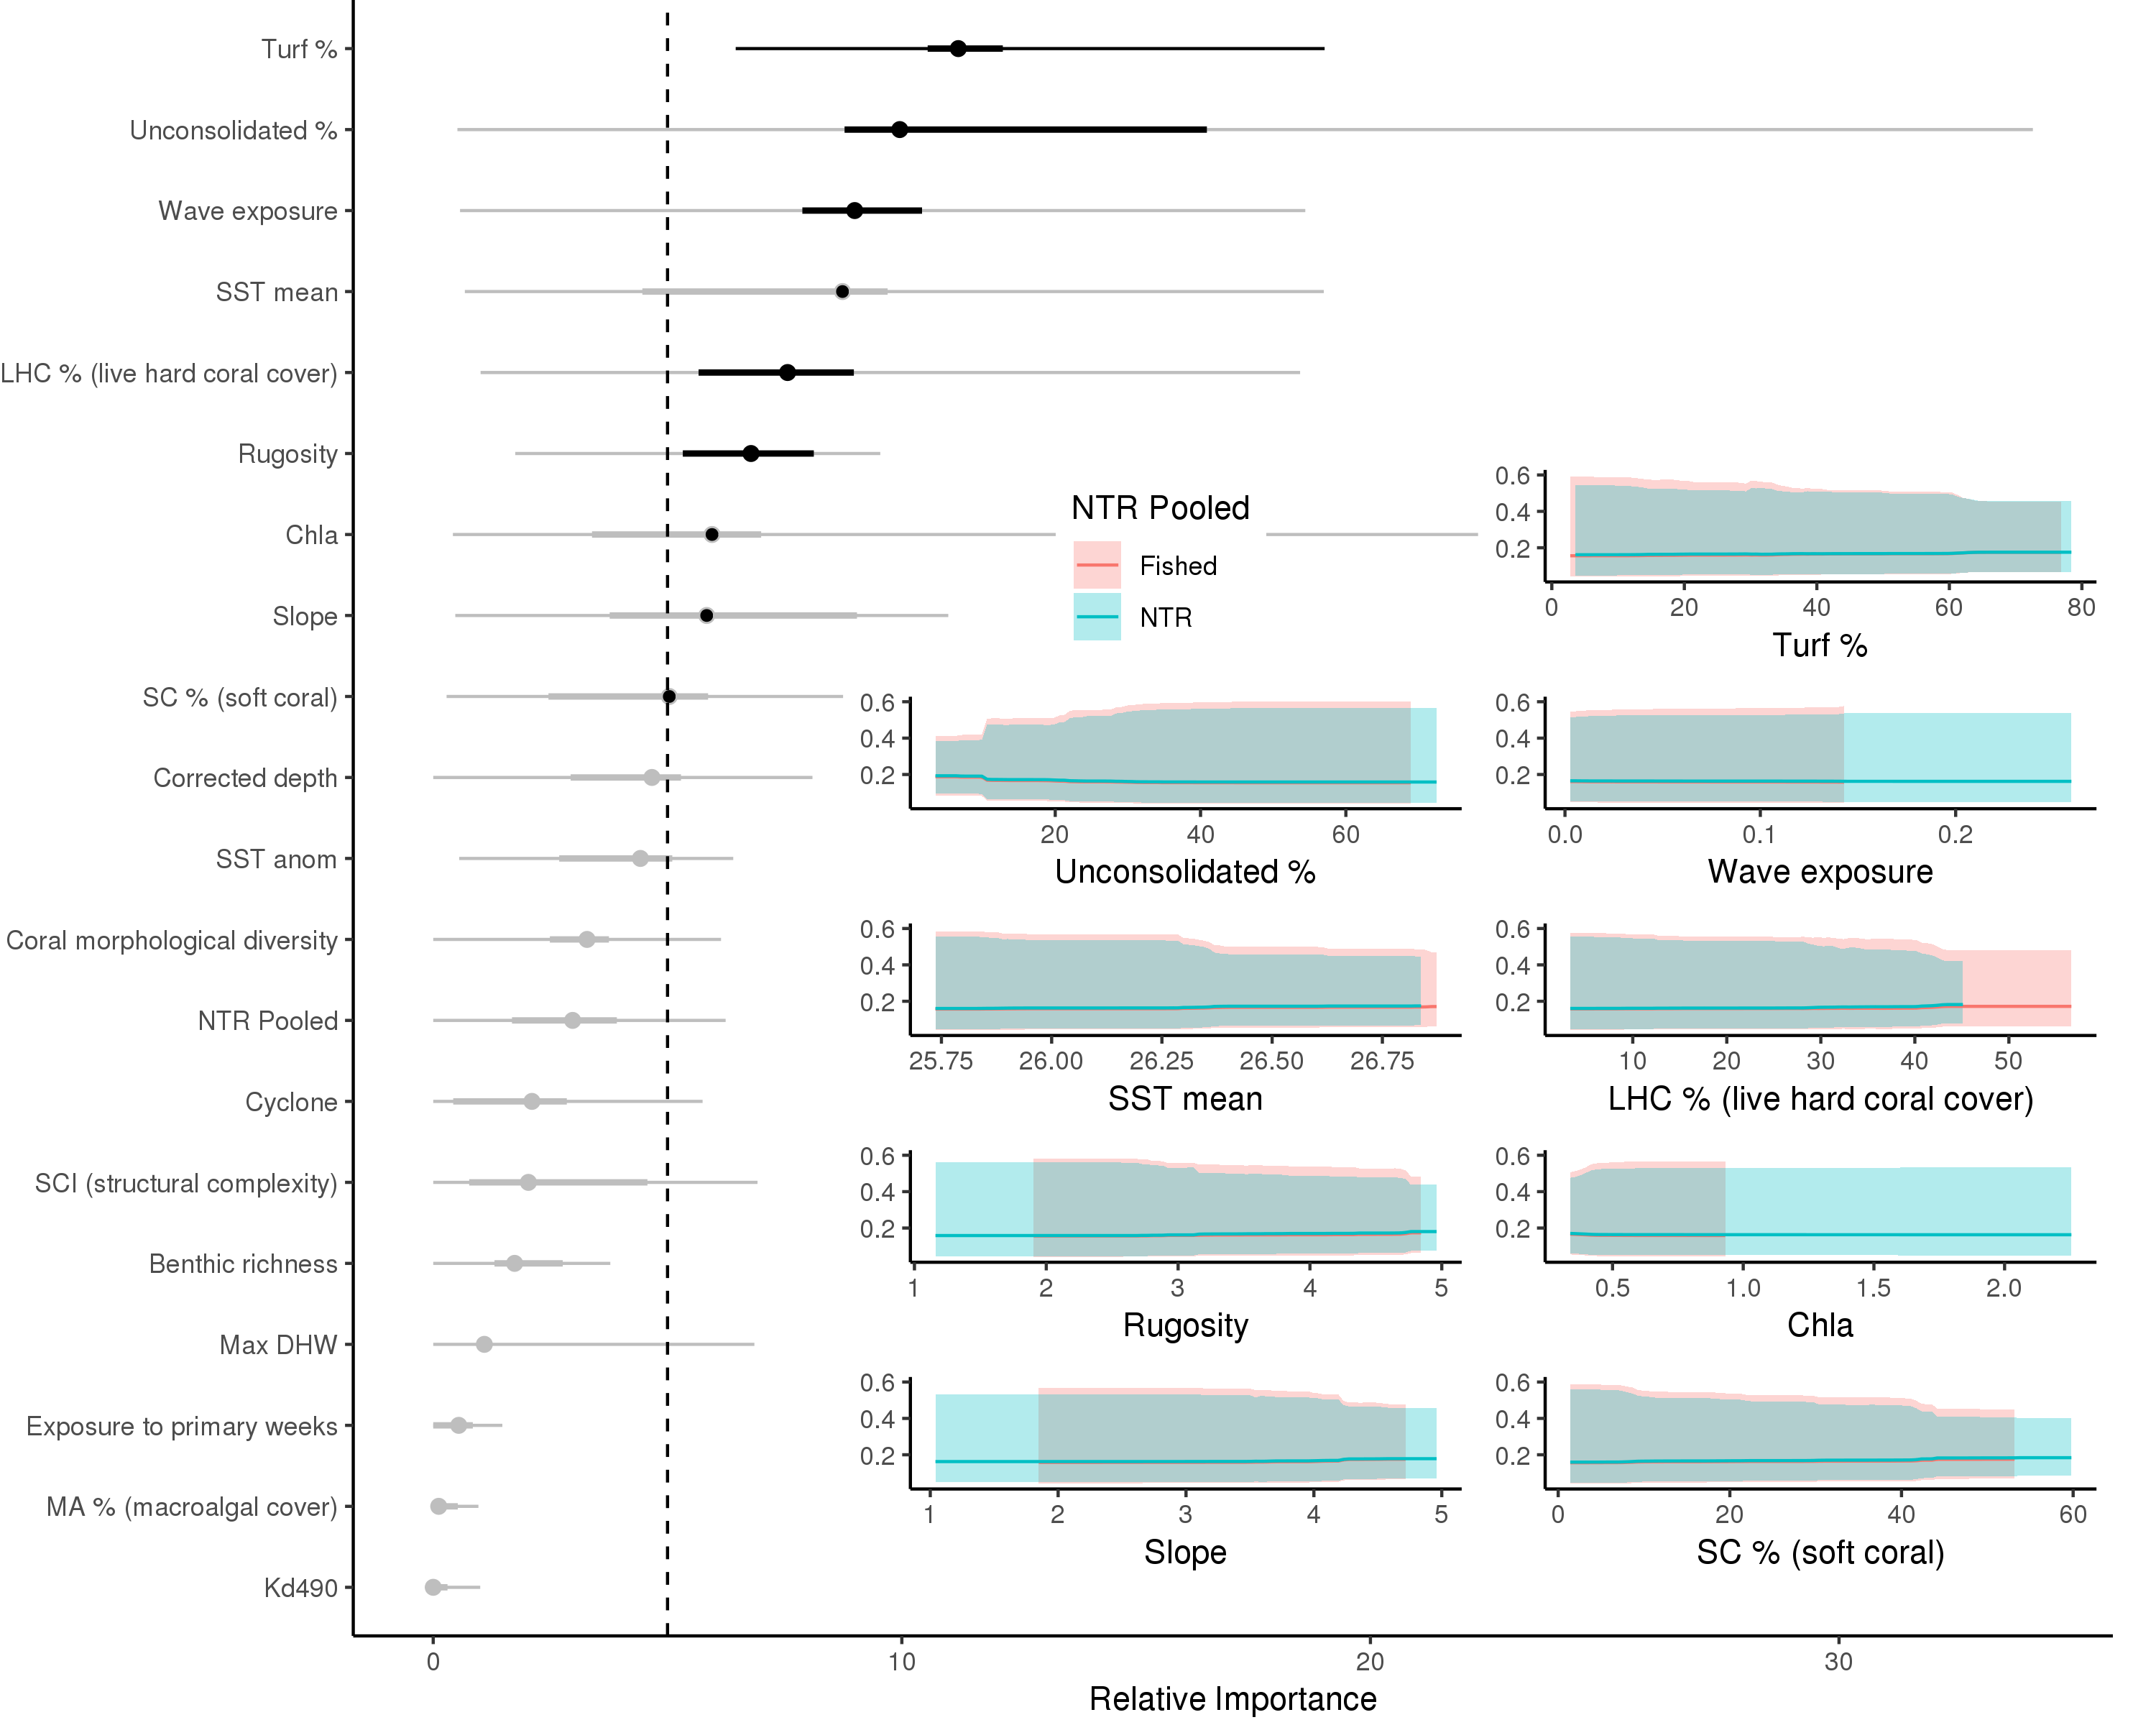 Turf %
Unconsolidated %
Wave exposure
SST mean
LHC % (live hard coral cover)
Rugosity
Chla
Slope
SC % (soft coral)
Corrected depth
SST anom
Coral morphological diversity
NTR Pooled
Cyclone
SCI (structural complexity)
Benthic richness
Max DHW
Exposure to primary weeks
MA % (macroalgal cover)
Kd490
0 10 20 30
Relative Importance
NTR Pooled
Fished
NTR
0.6
0.4
0.2
0 20 40 60 80
Turf %
0.6
0.4
0.2
20 40 60
Unconsolidated %
0.6
0.4
0.2
0.0 0.1 0.2
Wave exposure
0.6
0.4
0.2
25.75 26.00 26.25 26.50 26.75
SST mean
0.6
0.4
0.2
10 20 30 40 50
LHC % (live hard coral cover)
0.6
0.4
0.2
1 2 3 4 5
Rugosity
0.6
0.4
0.2
0.5 1.0 1.5 2.0
Chla
0.6
0.4
0.2
1 2 3 4 5
Slope
0.6
0.4
0.2
0 20 40 60
SC % (soft coral)